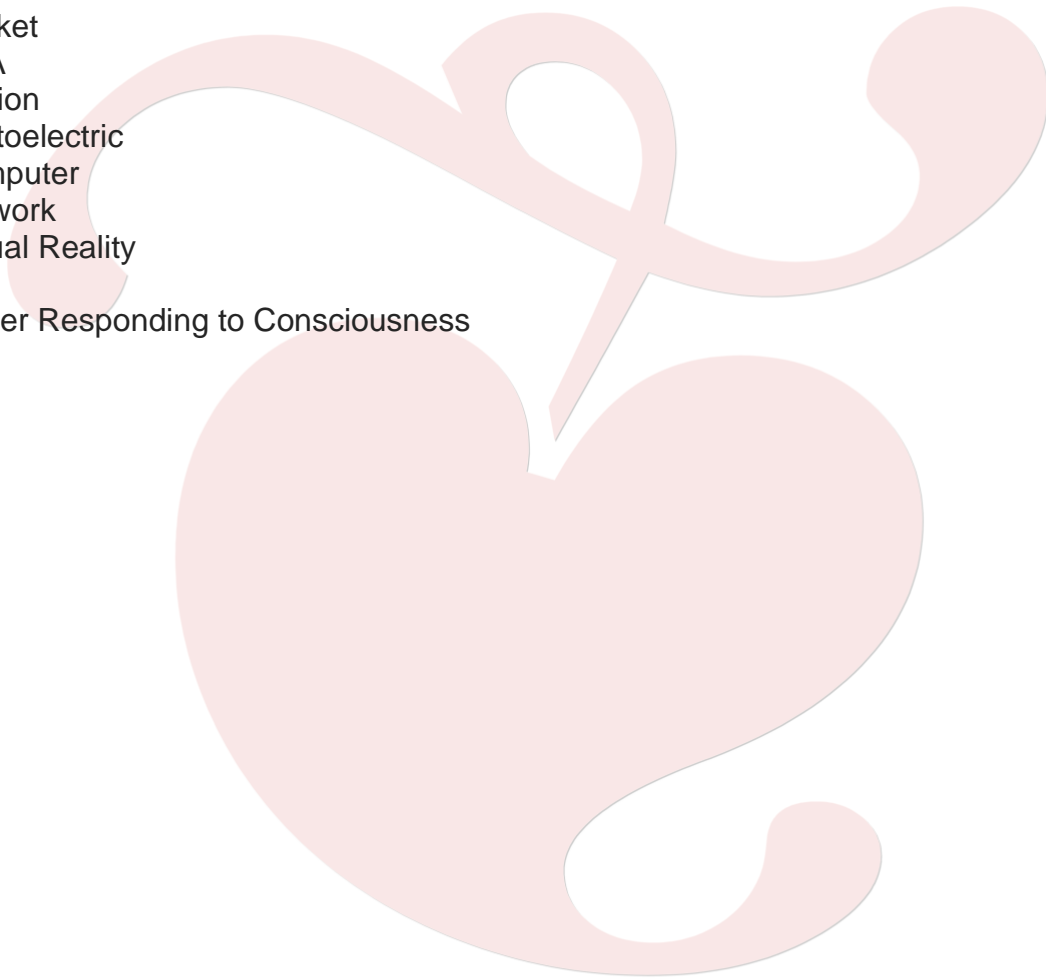 ket
A
ion
toelectric
nputer
work
ual Reality
er Responding to Consciousness